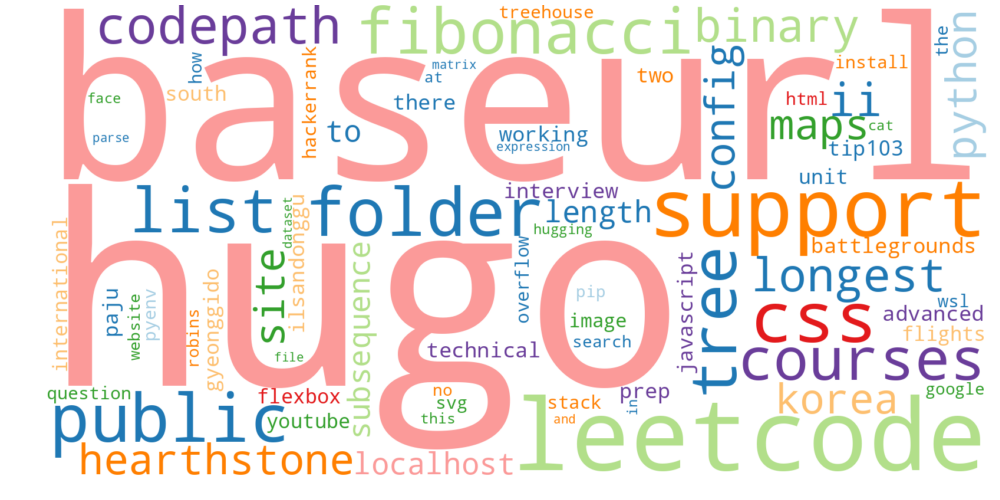 treehouse
codepath
fibonacci
binary
baseurl
the
how
matrix
at
two
install
south
face
hackerrank
there
config
html
ii
python
parse
to
working
expression
maps
cat
tip103
unit
list
folder
interview
length
support
hugging
dataset
international
hugo
ilsandonggu
site
overflow
battlegrounds
tree
longest
javascript
gyeonggido
paju
website
pyenv
robins
subsequence
pip
image
search
css
wsl
advanced
flights
file
technical
courses
question
public
flexbox
youtube
no
svg
this
stack
and
in
prep
korea
google
leetcode
hearthstone
localhost